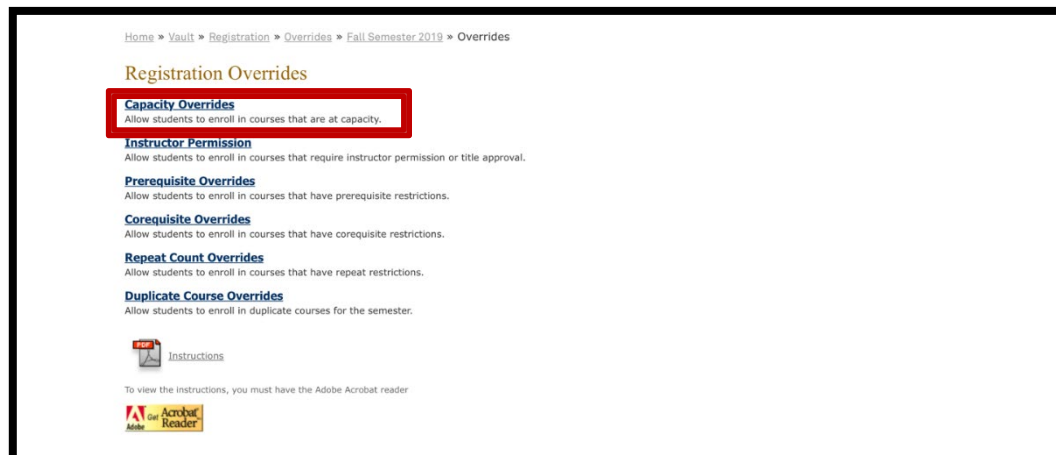 Home » Vault » Registration » Overrides » Fall Semester 2019 » Overrides
Registration Overrides
Capacity Overrides
Allow students to enroll in courses that are at capacity.
Instructor Permission
Allow students to enroll in courses that require instructor permission or title approval.
Prerequisite Overrides
Allow students to enroll in courses that have prerequisite restrictions.
Corequisite Overrides
Allow students to enroll in courses that have corequisite restrictions.
Repeat Count Overrides
Allow students to enroll in courses that have repeat restrictions.
Duplicate Course Overrides
Allow students to enroll in duplicate courses for the semester.
PDF
Instructions
To view the instructions, you must have the Adobe Acrobat reader
Adobe Get Acrobat Reader